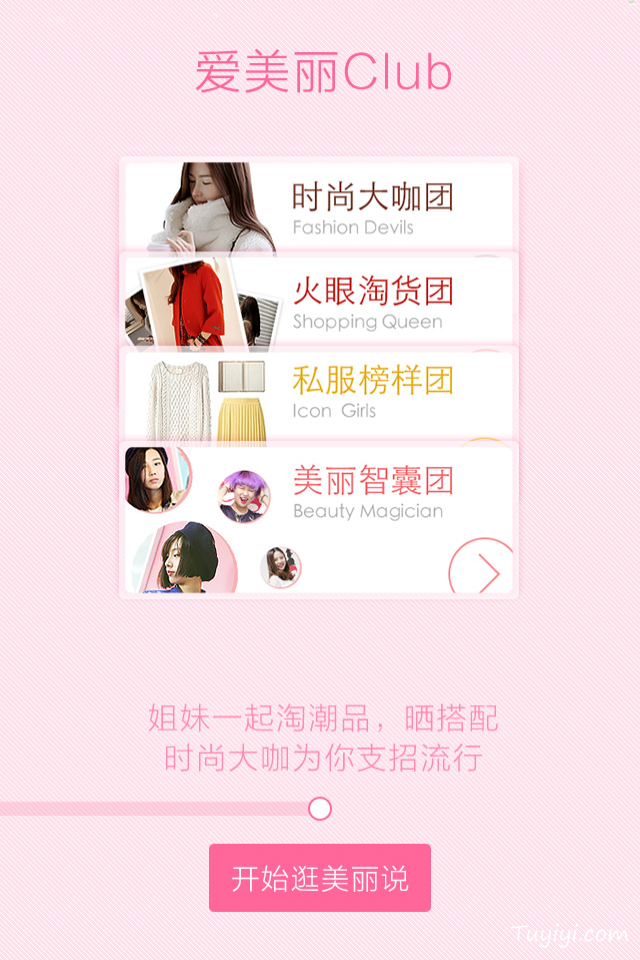 爱美丽Club
时尚大咖团
Fashion Devils
火眼淘货团
Shopping Queen
私服榜样团
Icon Girls
美丽智囊团
Beauty Magician
姐妹一起淘潮品，晒搭配
时尚大咖为你支招流行
开始逛美丽说
Tuyiyi.com